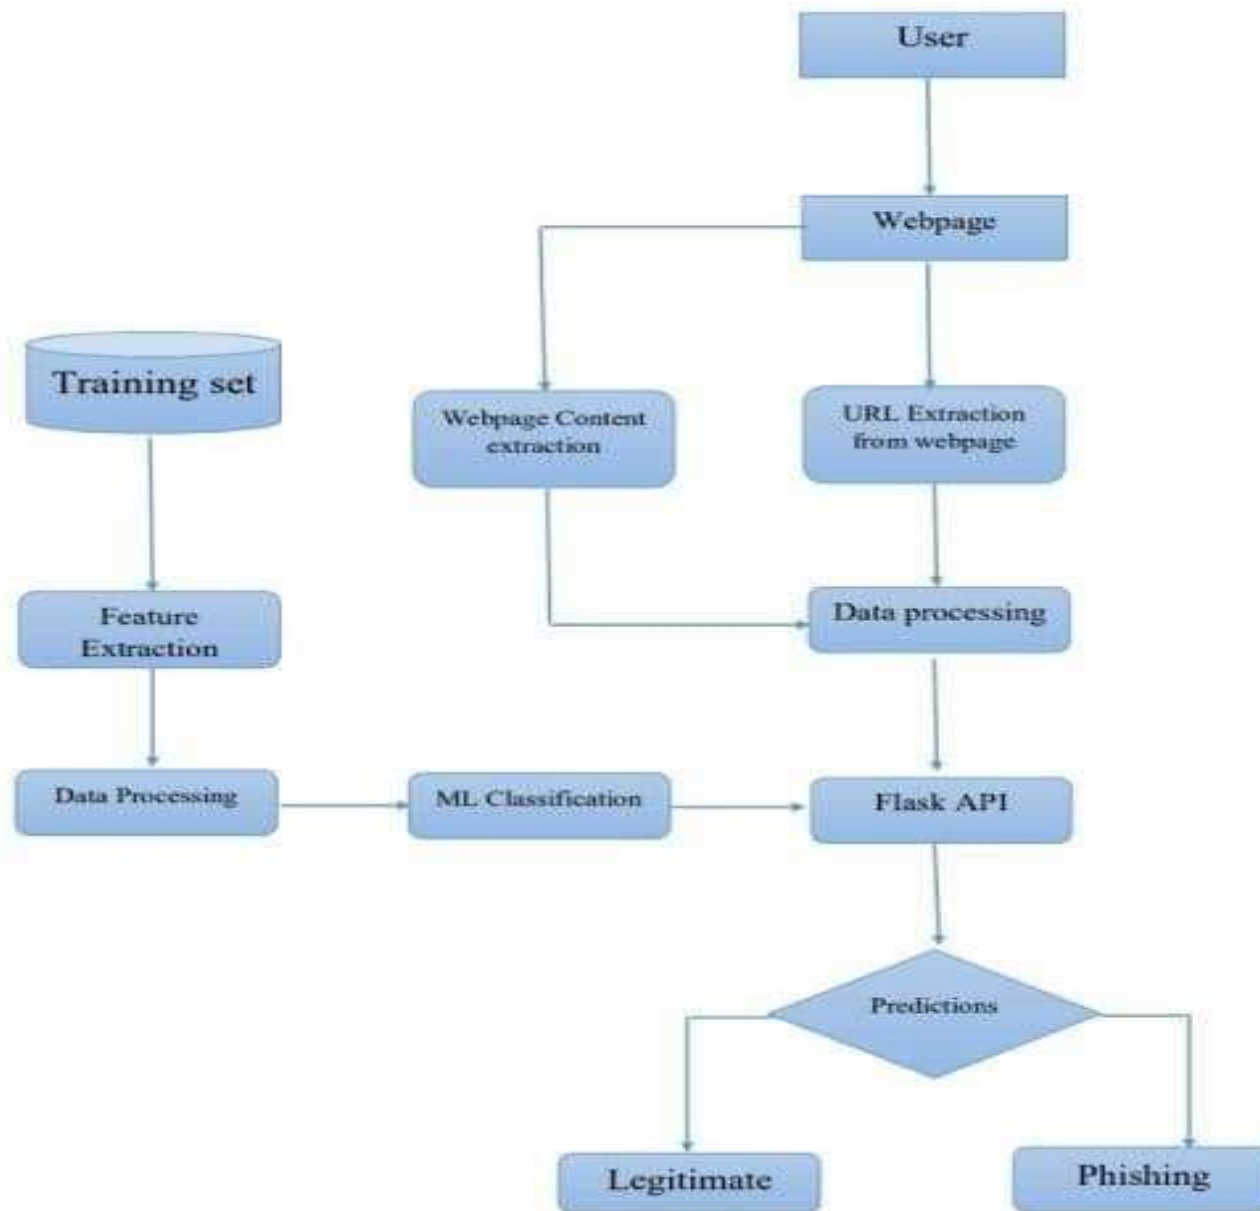 User
Webpage
Training set
Webpage Content
extraction
URL Extraction
from webpage
Feature
Extraction
Data processing
Data Processing
ML Classification
Flask API
Predictions
Legitimate
Phishing